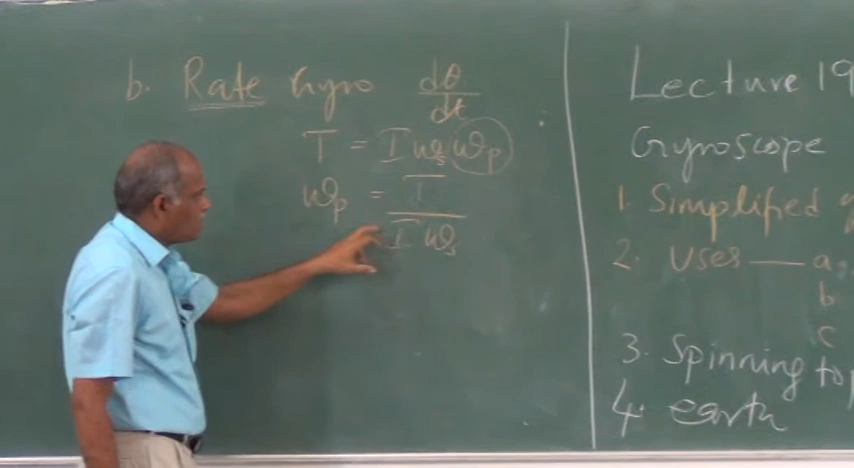 b. Rate Gyro dθ/dt
T = I ωs ωp
ωp = T / I ωs
Lecture 19
Gyroscope
1. Simplified
2. Uses — a.
b
c
3. Spinning top
4. earth